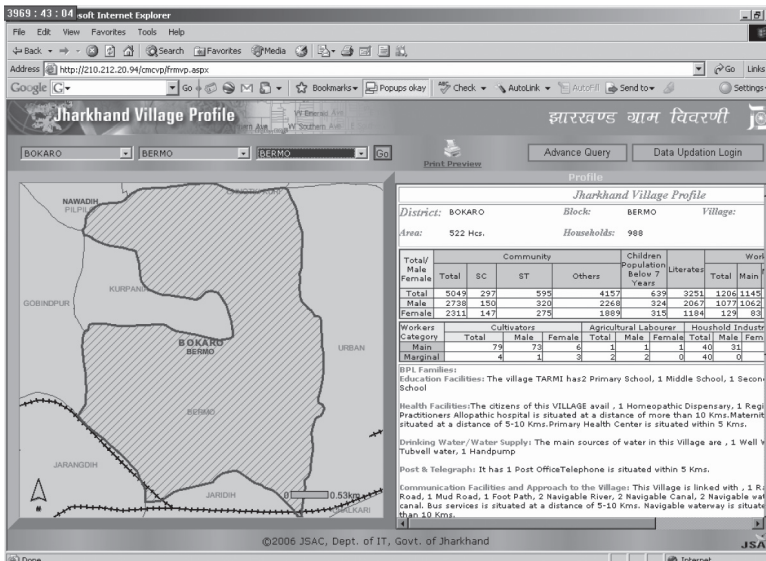 3969 : 43 : 04 soft Internet Explorer
File Edit View Favorites Tools Help
Back Search Favorites Media
Address http://210.212.20.94/cmcvp/frmvp.aspx Go Links
Google G Go Bookmarks Popups okay Check AutoLink AutoFill Send to Settings
Jharkhand Village Profile झारखण्ड ग्राम विवरणी
BOKARO BERMO BERMO Go Print Preview Advance Query Data Updation Login
Profile
Jharkhand Village Profile
District: BOKARO Block: BERMO Village:
Area: 522 Hcs. Households: 988
Total/ Male Female Community Children Population Below 7 Years Literates Work
Total SC ST Others Total Main
Total 5049 297 595 4157 639 3251 1206 1145
Male 2738 150 320 2268 324 2067 1077 1062
Female 2311 147 275 1889 315 1184 129 83
Workers Category Cultivators Agricultural Labourer Houshold Industr
Total Male Female Total Male Female Total Male Fem
Main 79 73 6 1 1 1 40 31
Marginal 4 1 3 2 2 0 40 0
BPL Families:
Education Facilities: The village TARMI has2 Primary School, 1 Middle School, 1 Secon
School
Health Facilities:The citizens of this VILLAGE avail , 1 Homeopathic Dispensary, 1 Regi
Practitioners Allopathic hospital is situated at a distance of more than 10 Kms.Maternit
situated at a distance of 5-10 Kms.Primary Health Center is situated within 5 Kms.
Drinking Water/Water Supply: The main sources of water in this Village are , 1 Well W
Tubwell water, 1 Handpump
Post & Telegraph: It has 1 Post OfficeTelephone is situated within 5 Kms.
Communication Facilities and Approach to the Village: This Village is linked with , 1 Ra
Road, 1 Mud Road, 1 Foot Path, 2 Navigable River, 2 Navigable Canal, 2 Navigable wat
canal. Bus services is situated at a distance of 5-10 Kms. Navigable waterway is situate
than 10 Kms.
NAWADIH
KURPANI
GOBINDPUR
BOKARO
BERMO
URBAN
BERMO
JARANGDIH
JARIDIH
0 0.53km
©2006 JSAC, Dept. of IT, Govt. of Jharkhand JSA
Done Internet